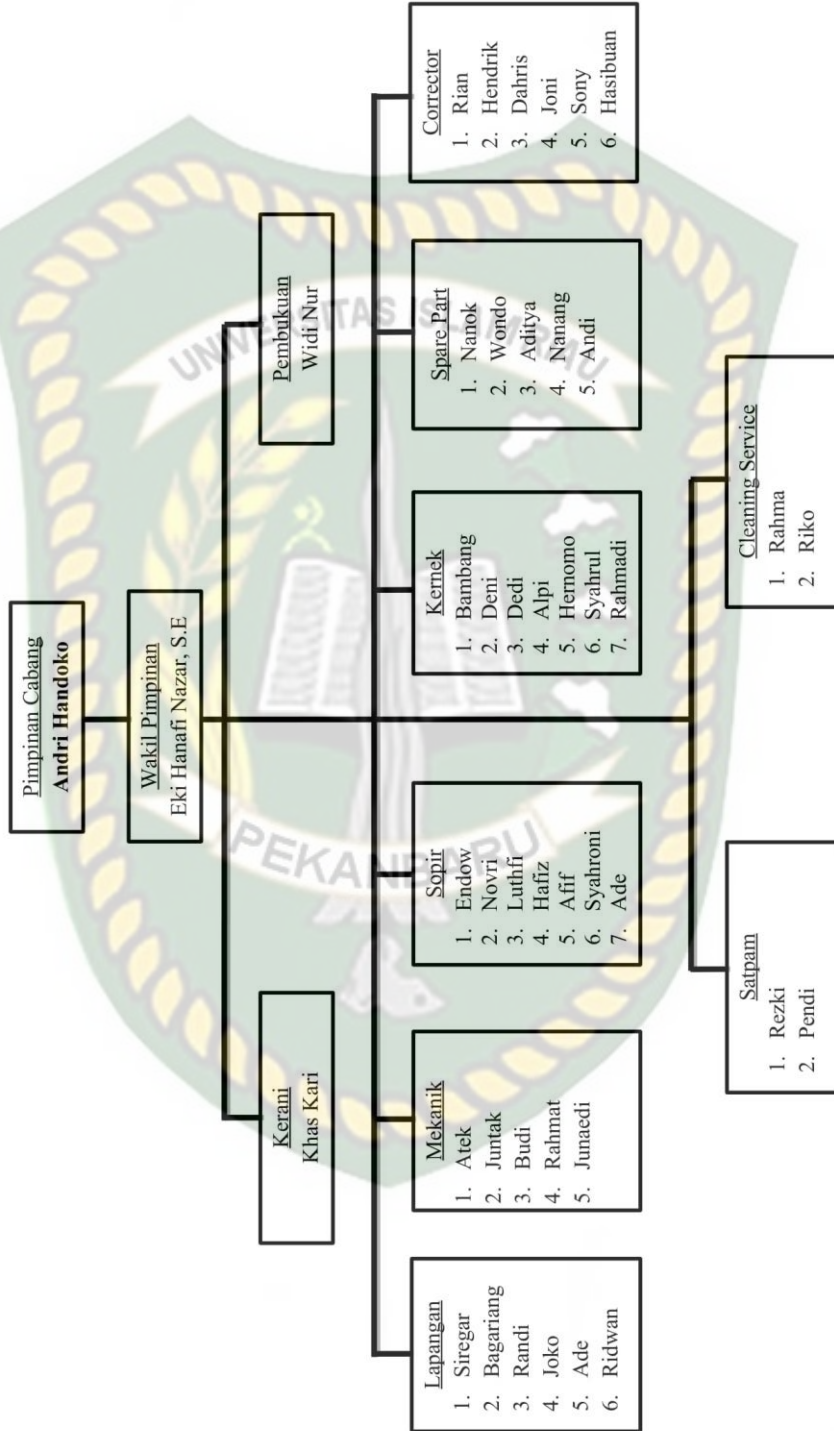 Pimpinan Cabang
Andri Handoko
Wakil Pimpinan
Eki Hanafi Nazar, S.E
Kerani
Khas Kari
Pembukuan
Widi Nur
Lapangan
1. Siregar
2. Bagariang
3. Randi
4. Joko
5. Ade
6. Ridwan
Mekanik
1. Atek
2. Juntak
3. Budi
4. Rahmat
5. Junaedi
Sopir
1. Endow
2. Novri
3. Luthfi
4. Hafiz
5. Afif
6. Syahroni
7. Ade
Kernek
1. Bambang
2. Deni
3. Dedi
4. Alpi
5. Hernomo
6. Syahrul
7. Rahmadi
Spare Part
1. Nanok
2. Wondo
3. Aditya
4. Nanang
5. Andi
Corrector
1. Rian
2. Hendrik
3. Dahris
4. Joni
5. Sony
6. Hasibuan
Satpam
1. Rezki
2. Pendi
Cleaning Service
1. Rahma
2. Riko
UNIVERSITAS ISLAM RIAU
PEKANBARU